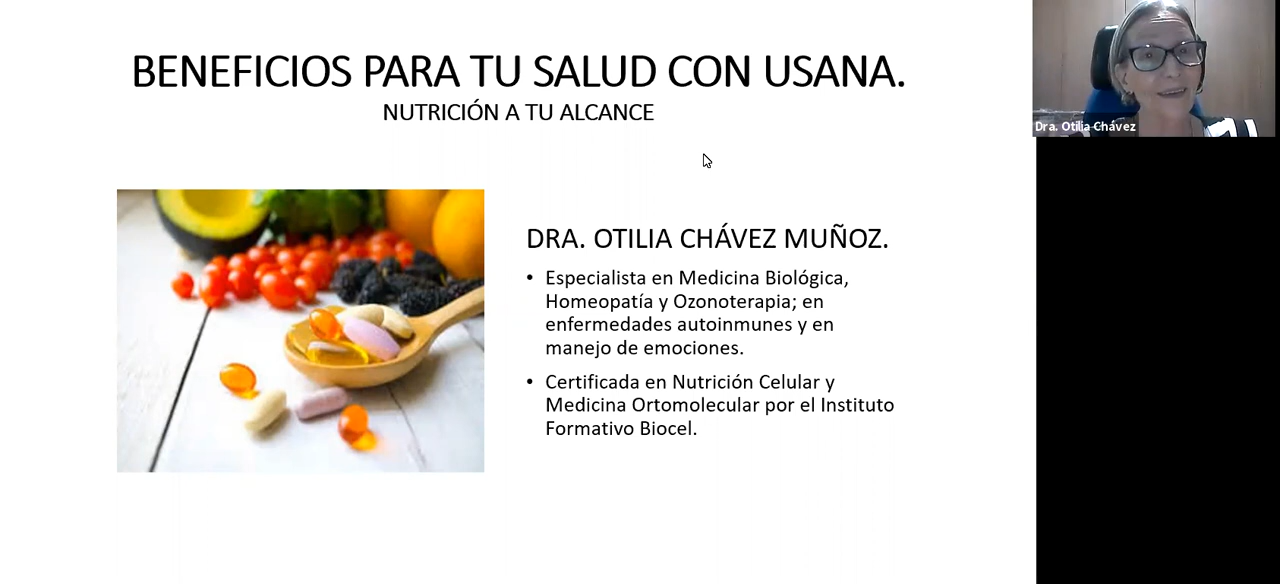 BENEFICIOS PARA TU SALUD CON USANA.
NUTRICIÓN A TU ALCANCE
Dra. Otilia Chávez
DRA. OTILIA CHÁVEZ MUÑOZ.
• Especialista en Medicina Biológica,
Homeopatía y Ozonoterapia; en
enfermedades autoinmunes y en
manejo de emociones.
• Certificada en Nutrición Celular y
Medicina Ortomolecular por el Instituto
Formativo Biocel.